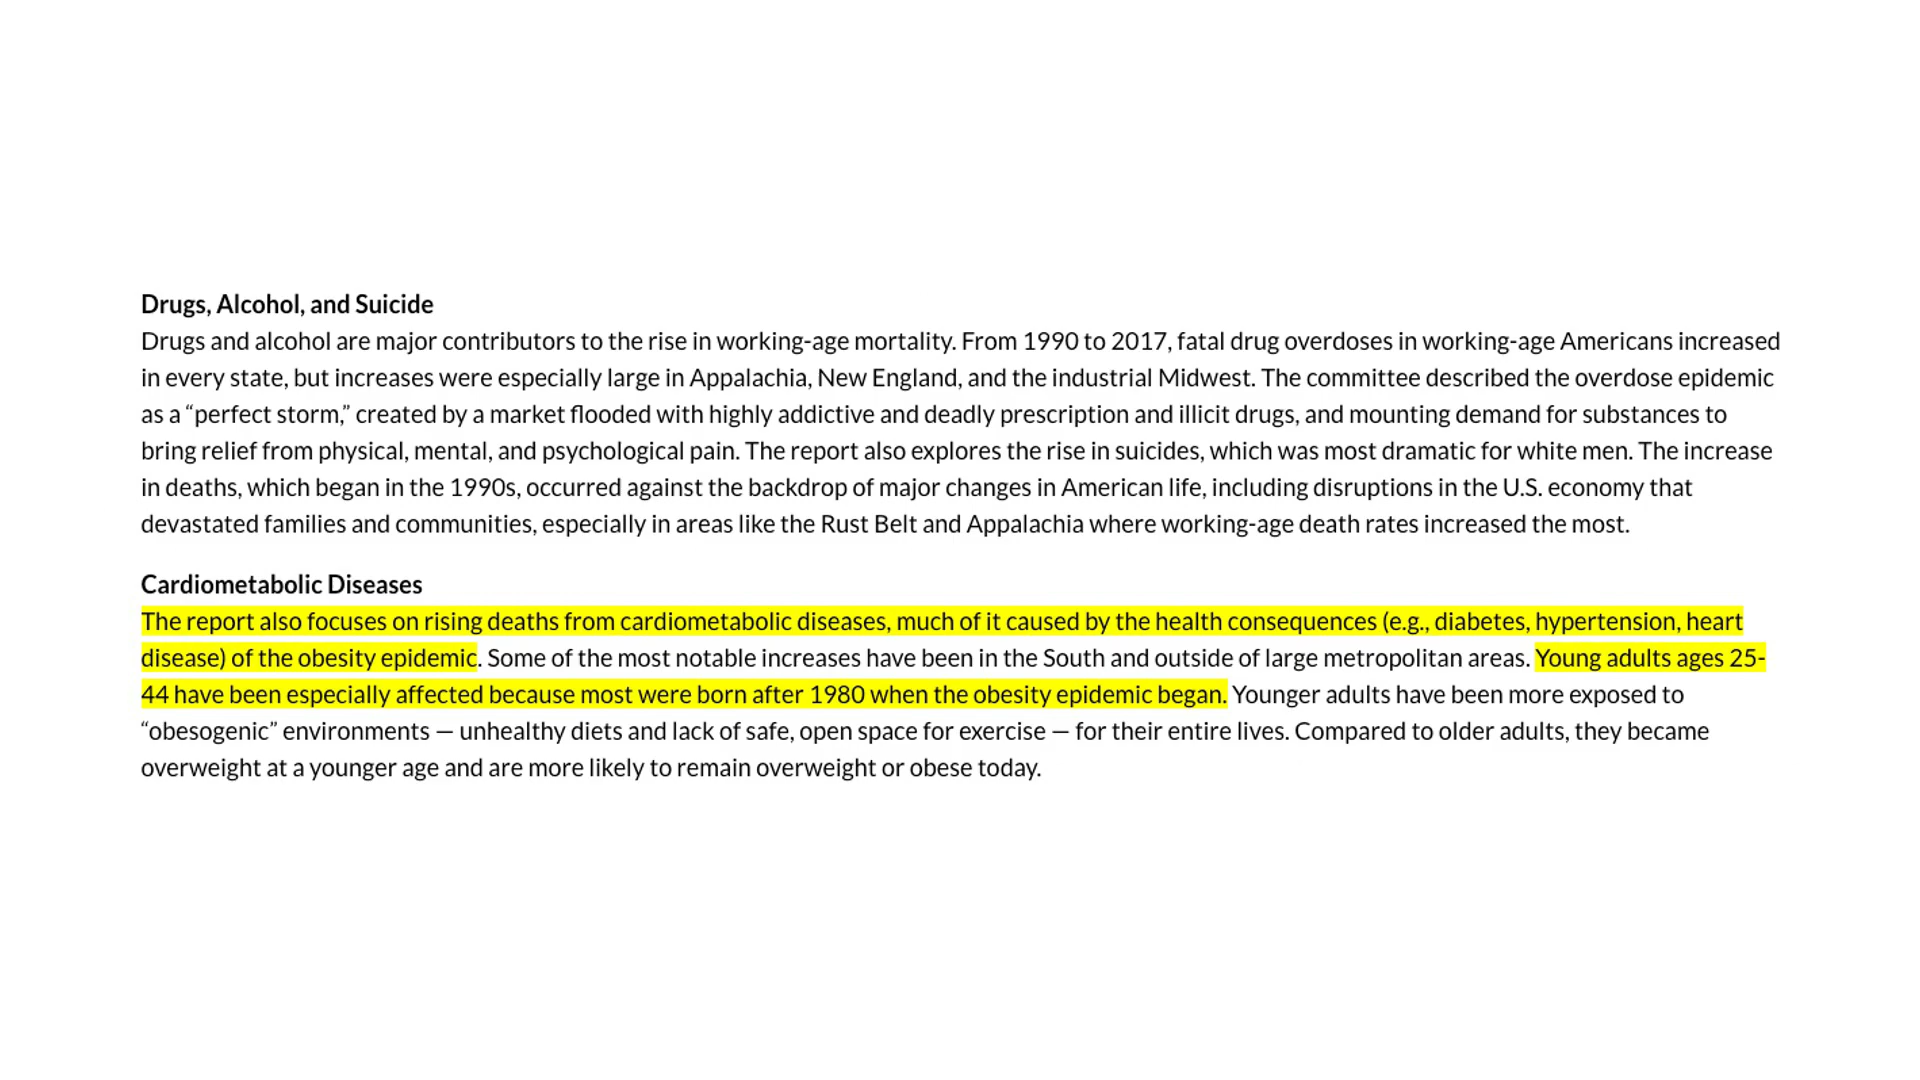 Drugs, Alcohol, and Suicide
Drugs and alcohol are major contributors to the rise in working-age mortality. From 1990 to 2017, fatal drug overdoses in working-age Americans increased
in every state, but increases were especially large in Appalachia, New England, and the industrial Midwest. The committee described the overdose epidemic
as a “perfect storm,” created by a market flooded with highly addictive and deadly prescription and illicit drugs, and mounting demand for substances to
bring relief from physical, mental, and psychological pain. The report also explores the rise in suicides, which was most dramatic for white men. The increase
in deaths, which began in the 1990s, occurred against the backdrop of major changes in American life, including disruptions in the U.S. economy that
devastated families and communities, especially in areas like the Rust Belt and Appalachia where working-age death rates increased the most.
Cardiometabolic Diseases
The report also focuses on rising deaths from cardiometabolic diseases, much of it caused by the health consequences (e.g., diabetes, hypertension, heart
disease) of the obesity epidemic. Some of the most notable increases have been in the South and outside of large metropolitan areas. Young adults ages 25-
44 have been especially affected because most were born after 1980 when the obesity epidemic began. Younger adults have been more exposed to
“obesogenic” environments — unhealthy diets and lack of safe, open space for exercise — for their entire lives. Compared to older adults, they became
overweight at a younger age and are more likely to remain overweight or obese today.